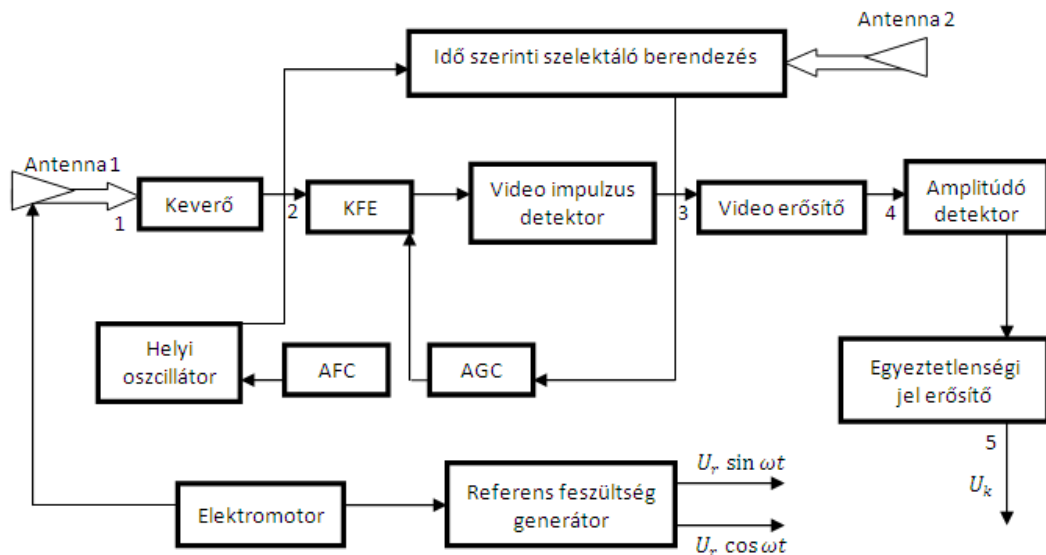 Antenna 2
Idő szerinti szelektáló berendezés
Antenna 1
1
Keverő
2
KFE
Video impulzus
detektor
3
Video erősítő
4
Amplitúdó
detektor
Helyi
oszcillátor
AFC
AGC
Egyeztetlenségi
jel erősítő
5
U_k
Elektromotor
Referens feszültség
generátor
U_r sin ωt
U_r cos ωt